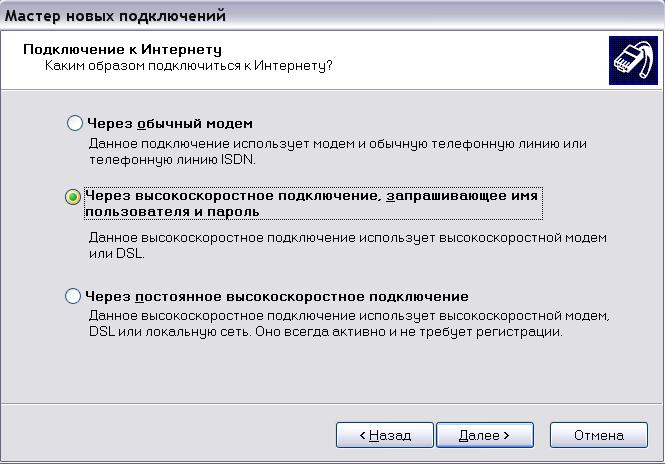 Мастер новых подключений
Подключение к Интернету
Каким образом подключиться к Интернету?
Через обычный модем
Данное подключение использует модем и обычную телефонную линию или
телефонную линию ISDN.
Через высокоскоростное подключение, запрашивающее имя
пользователя и пароль
Данное высокоскоростное подключение использует высокоскоростной модем
или DSL.
Через постоянное высокоскоростное подключение
Данное высокоскоростное подключение использует высокоскоростной модем,
DSL или локальную сеть. Оно всегда активно и не требует регистрации.
< Назад
Далее >
Отмена